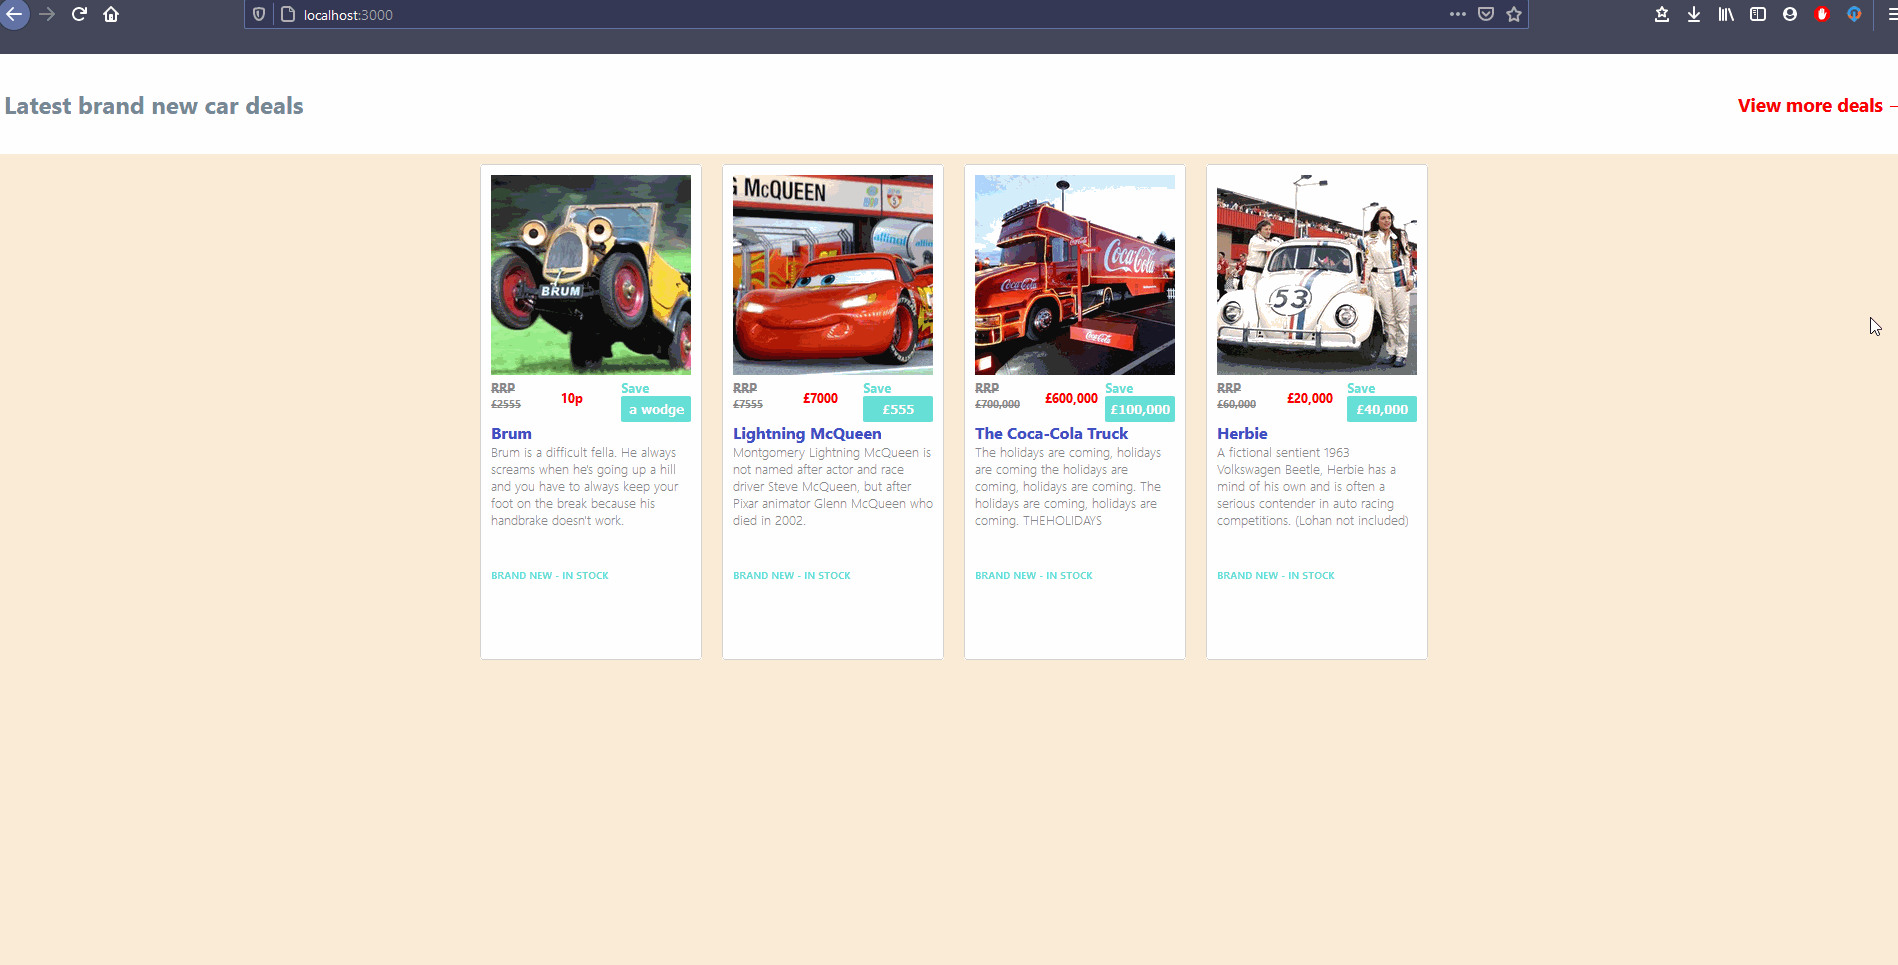 localhost:3000
Latest brand new car deals
View more deals →
BRUM
RRP
£2555
10p
Save
a wodge
Brum
Brum is a difficult fella. He always
screams when he's going up a hill
and you have to always keep your
foot on the break because his
handbrake doesn't work.
BRAND NEW - IN STOCK
McQUEEN
RRP
£7555
£7000
Save
£555
Lightning McQueen
Montgomery Lightning McQueen is
not named after actor and race
driver Steve McQueen, but after
Pixar animator Glenn McQueen who
died in 2002.
BRAND NEW - IN STOCK
Coca-Cola
Coca-Cola
Coca-Cola
RRP
£700,000
£600,000
Save
£100,000
The Coca-Cola Truck
The holidays are coming, holidays
are coming the holidays are
coming, holidays are coming. The
holidays are coming, holidays are
coming. THEHOLIDAYS
BRAND NEW - IN STOCK
53
RRP
£60,000
£20,000
Save
£40,000
Herbie
A fictional sentient 1963
Volkswagen Beetle, Herbie has a
mind of his own and is often a
serious contender in auto racing
competitions. (Lohan not included)
BRAND NEW - IN STOCK